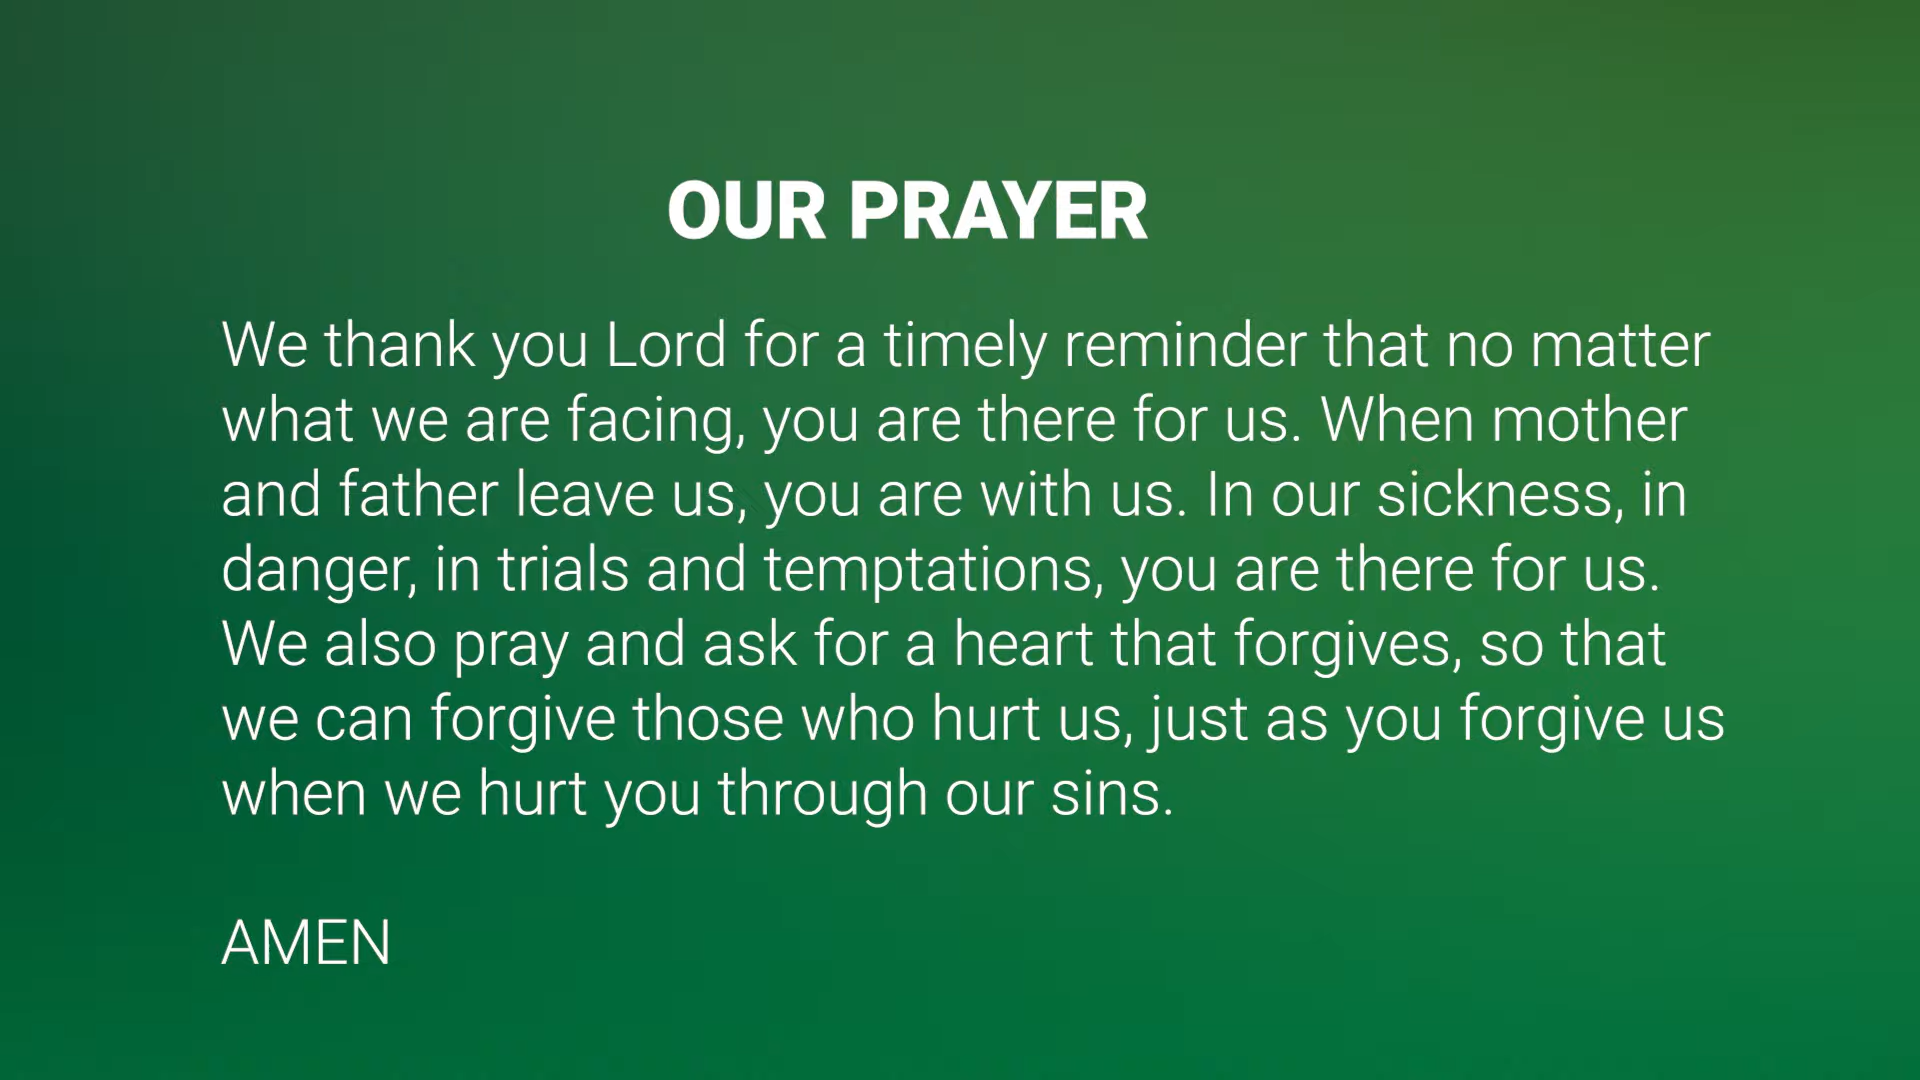 OUR PRAYER
We thank you Lord for a timely reminder that no matter
what we are facing, you are there for us. When mother
and father leave us, you are with us. In our sickness, in
danger, in trials and temptations, you are there for us.
We also pray and ask for a heart that forgives, so that
we can forgive those who hurt us, just as you forgive us
when we hurt you through our sins.
AMEN